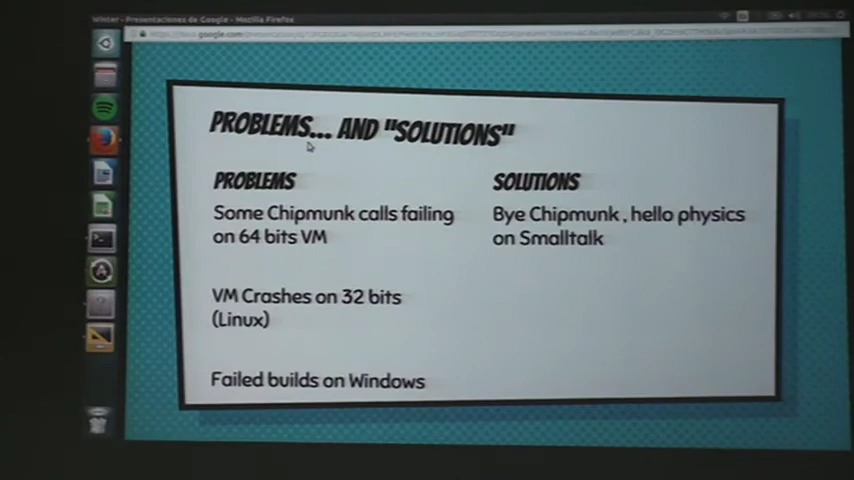 Winter - Presentaciones de Google - Mozilla Firefox
PROBLEMS... AND "SOLUTIONS"
PROBLEMS
Some Chipmunk calls failing
on 64 bits VM
VM Crashes on 32 bits
(Linux)
Failed builds on Windows
SOLUTIONS
Bye Chipmunk , hello physics
on Smalltalk